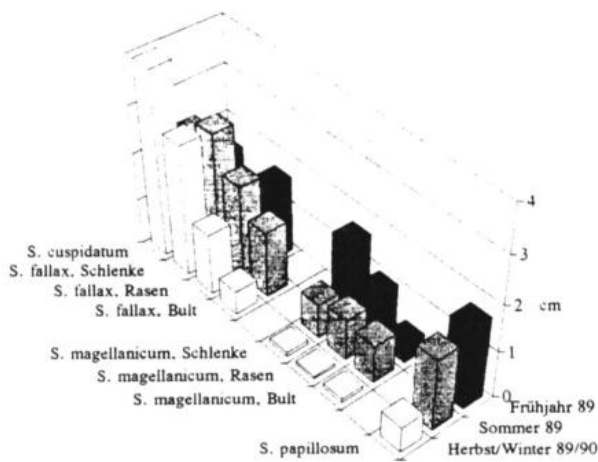 4
3
2 cm
1
0
S. cuspidatum
S. fallax, Schlenke
S. fallax, Rasen
S. fallax, Bult
S. magellanicum, Schlenke
S. magellanicum, Rasen
S. magellanicum, Bult
S. papillosum
Frühjahr 89
Sommer 89
Herbst/Winter 89/90